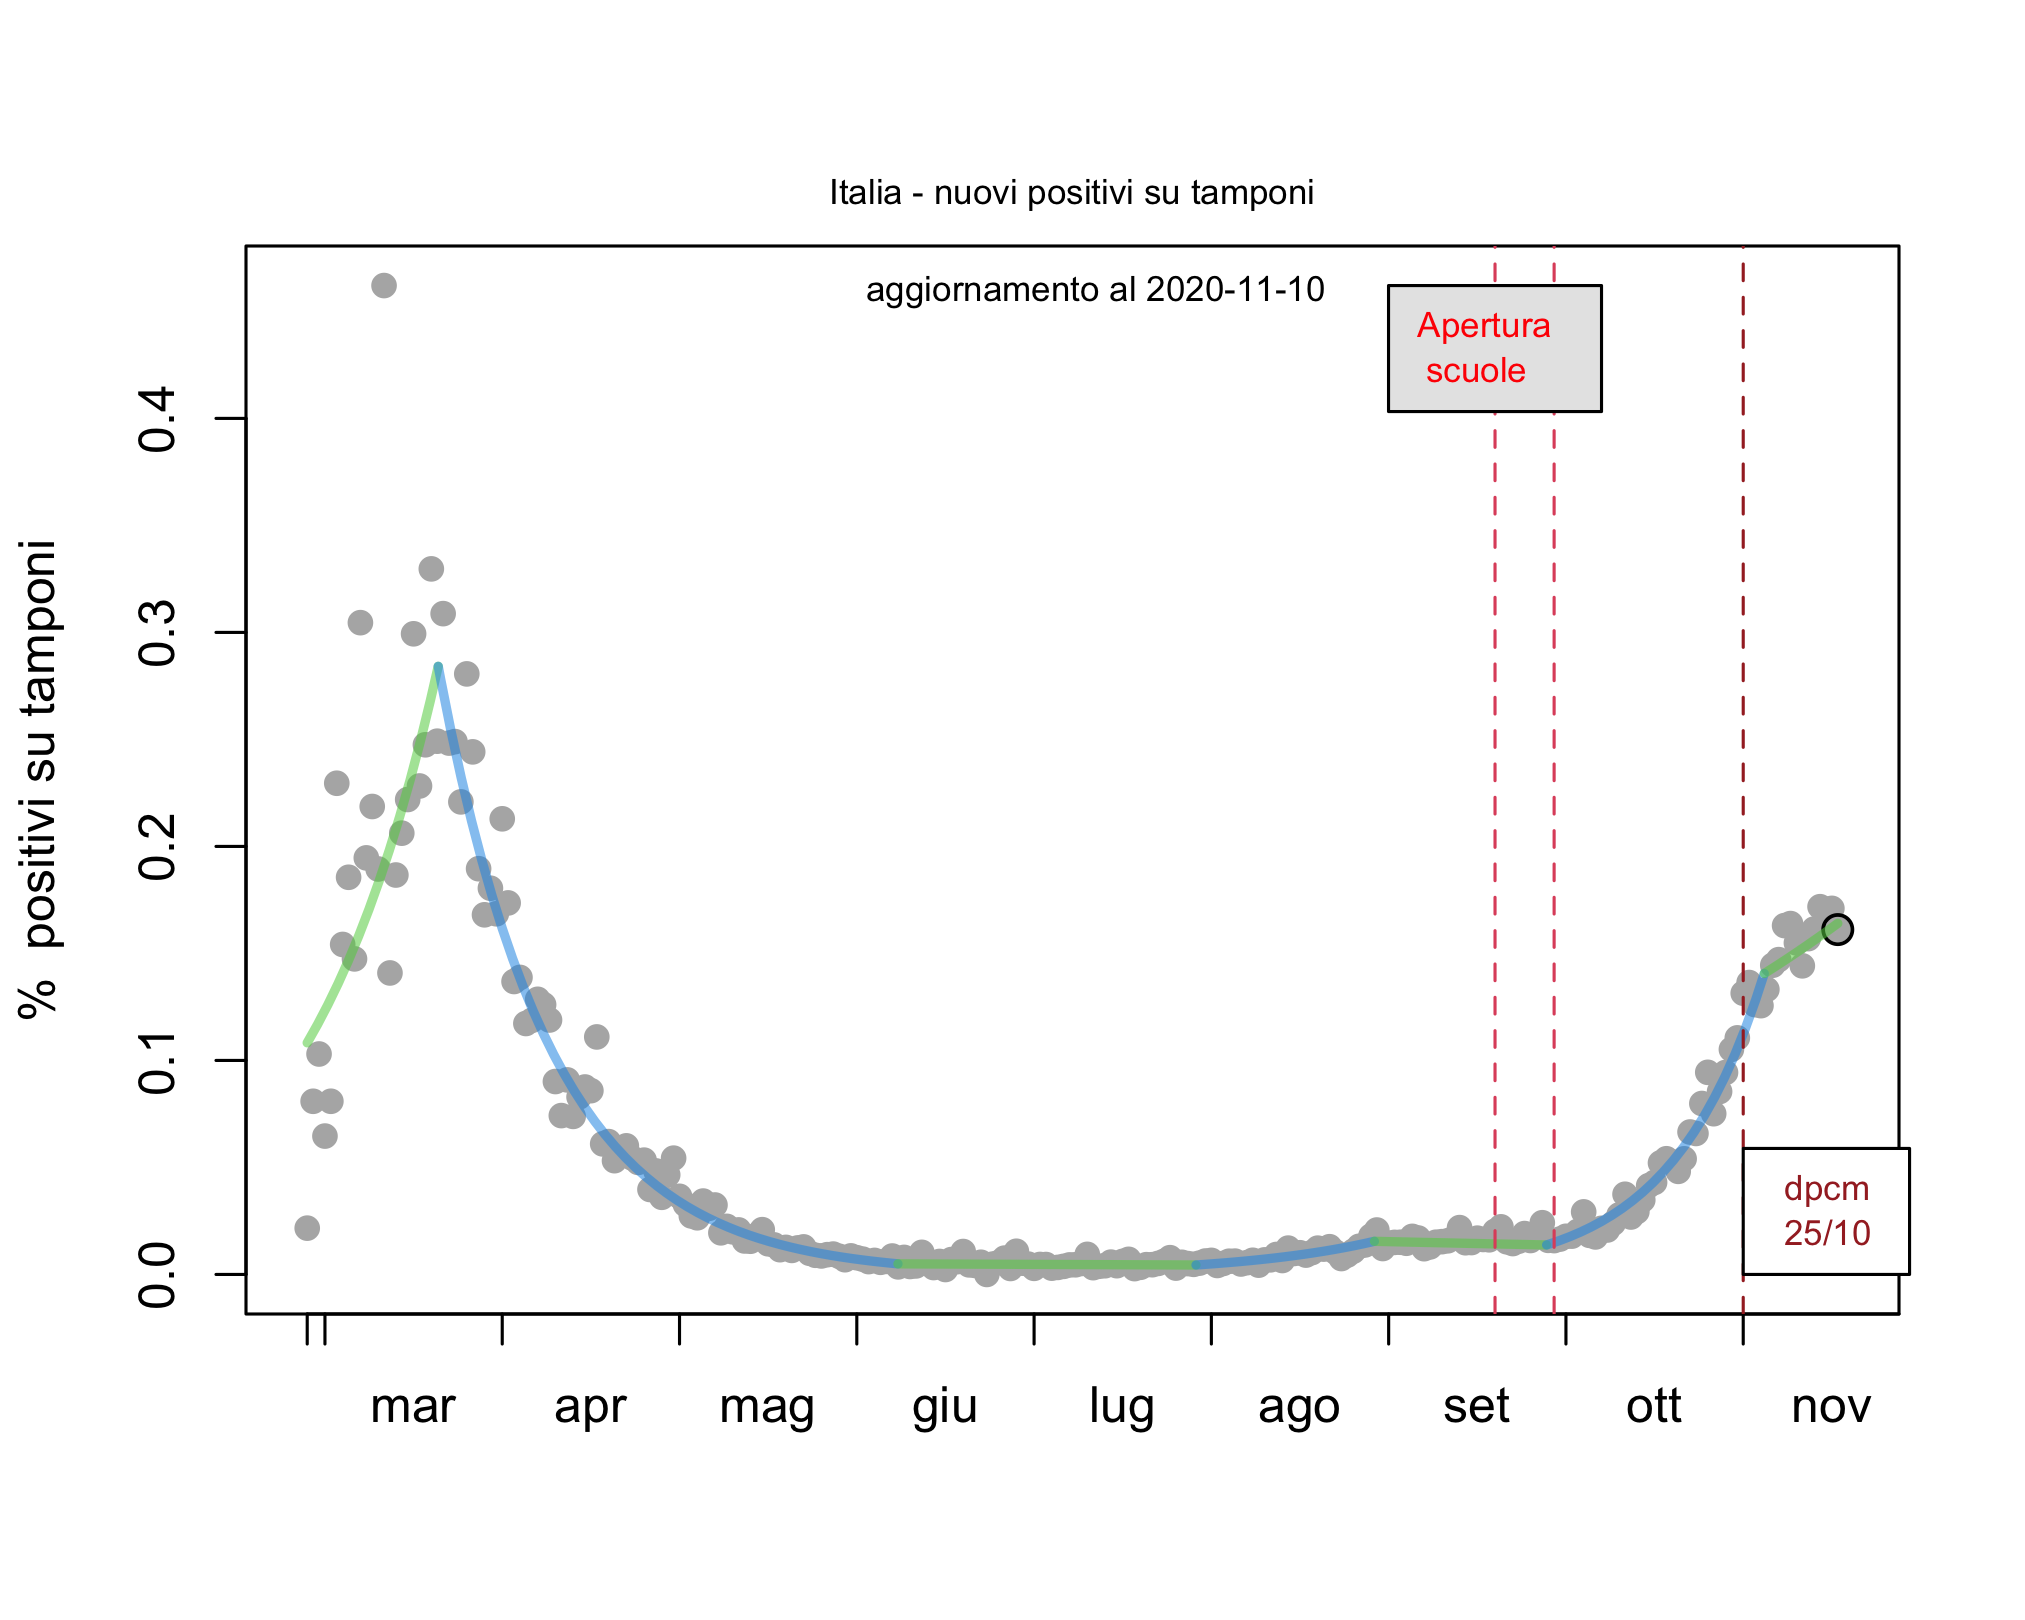 Italia - nuovi positivi su tamponi
aggiornamento al 2020-11-10
Apertura
scuole
% positivi su tamponi
0.4
0.3
0.2
0.1
0.0
dpcm
25/10
mar apr mag giu lug ago set ott nov